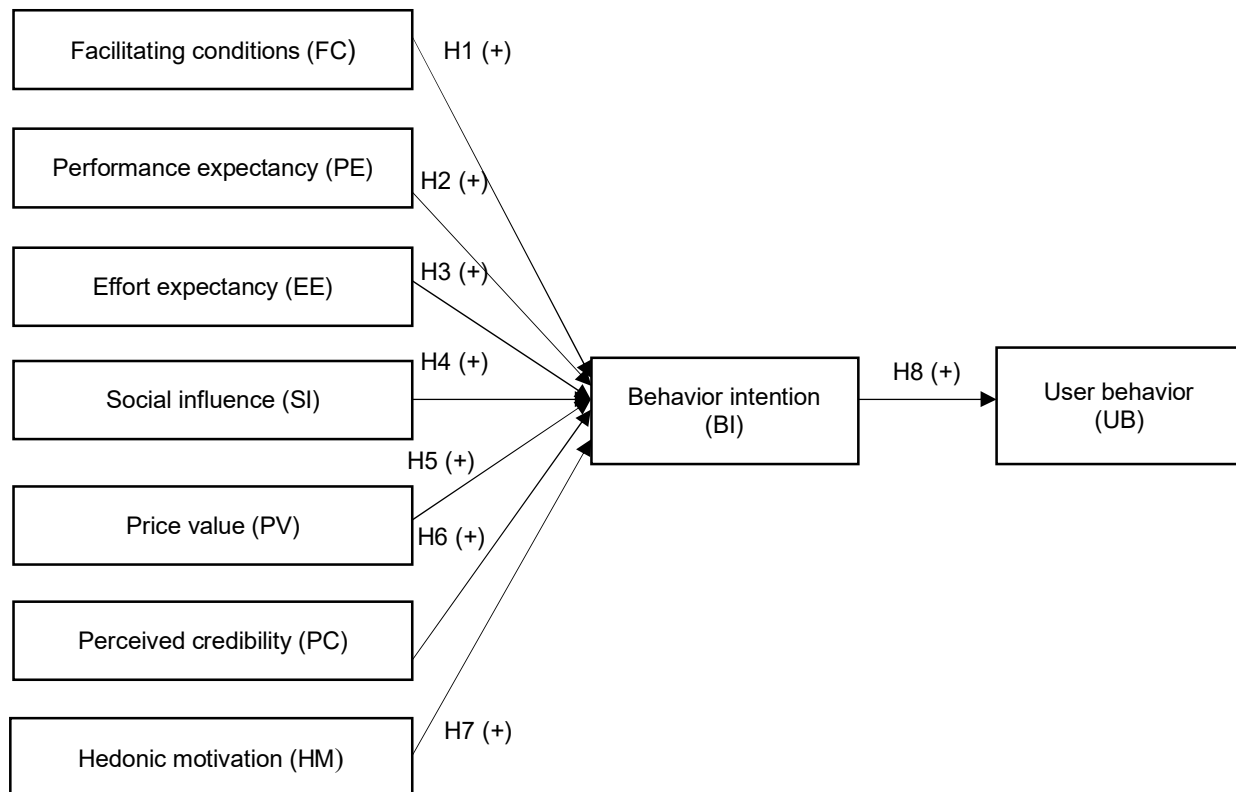 Facilitating conditions (FC)
H1 (+)
Performance expectancy (PE)
H2 (+)
Effort expectancy (EE)
H3 (+)
Social influence (SI)
H4 (+)
Behavior intention
(BI)
H8 (+)
User behavior
(UB)
H5 (+)
Price value (PV)
H6 (+)
Perceived credibility (PC)
H7 (+)
Hedonic motivation (HM)